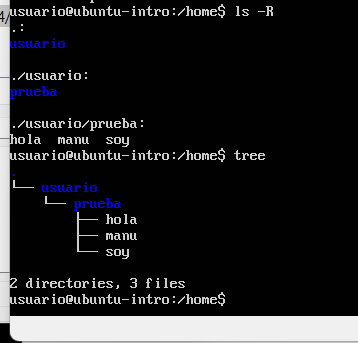 4/
usuario@ubuntu-intro:/home$ ls -R
.:
usuario

./usuario:
prueba

./usuario/prueba:
hola  manu  soy
usuario@ubuntu-intro:/home$ tree
.
└── usuario
    └── prueba
        ├── hola
        ├── manu
        └── soy

2 directories, 3 files
usuario@ubuntu-intro:/home$